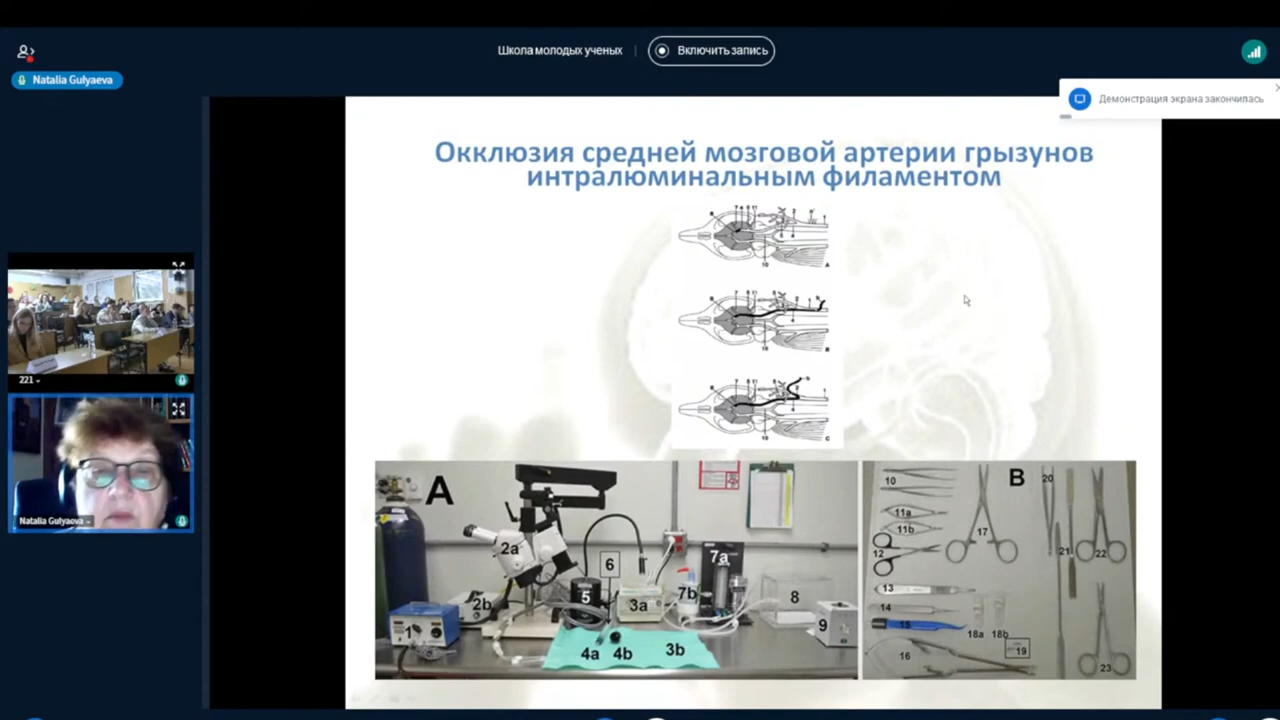 Школа молодых ученых
Включить запись
Natalia Gulyaeva
Демонстрация экрана закончилась
Окклюзия средней мозговой артерии грызунов
интралюминальным филаментом
A
B
C
221
Natalia Gulyaeva
A
1
2a
2b
3a
3b
4a
4b
5
6
7a
7b
8
9
B
10
11a
11b
12
13
14
15
16
17
18a
18b
19
20
21
22
23